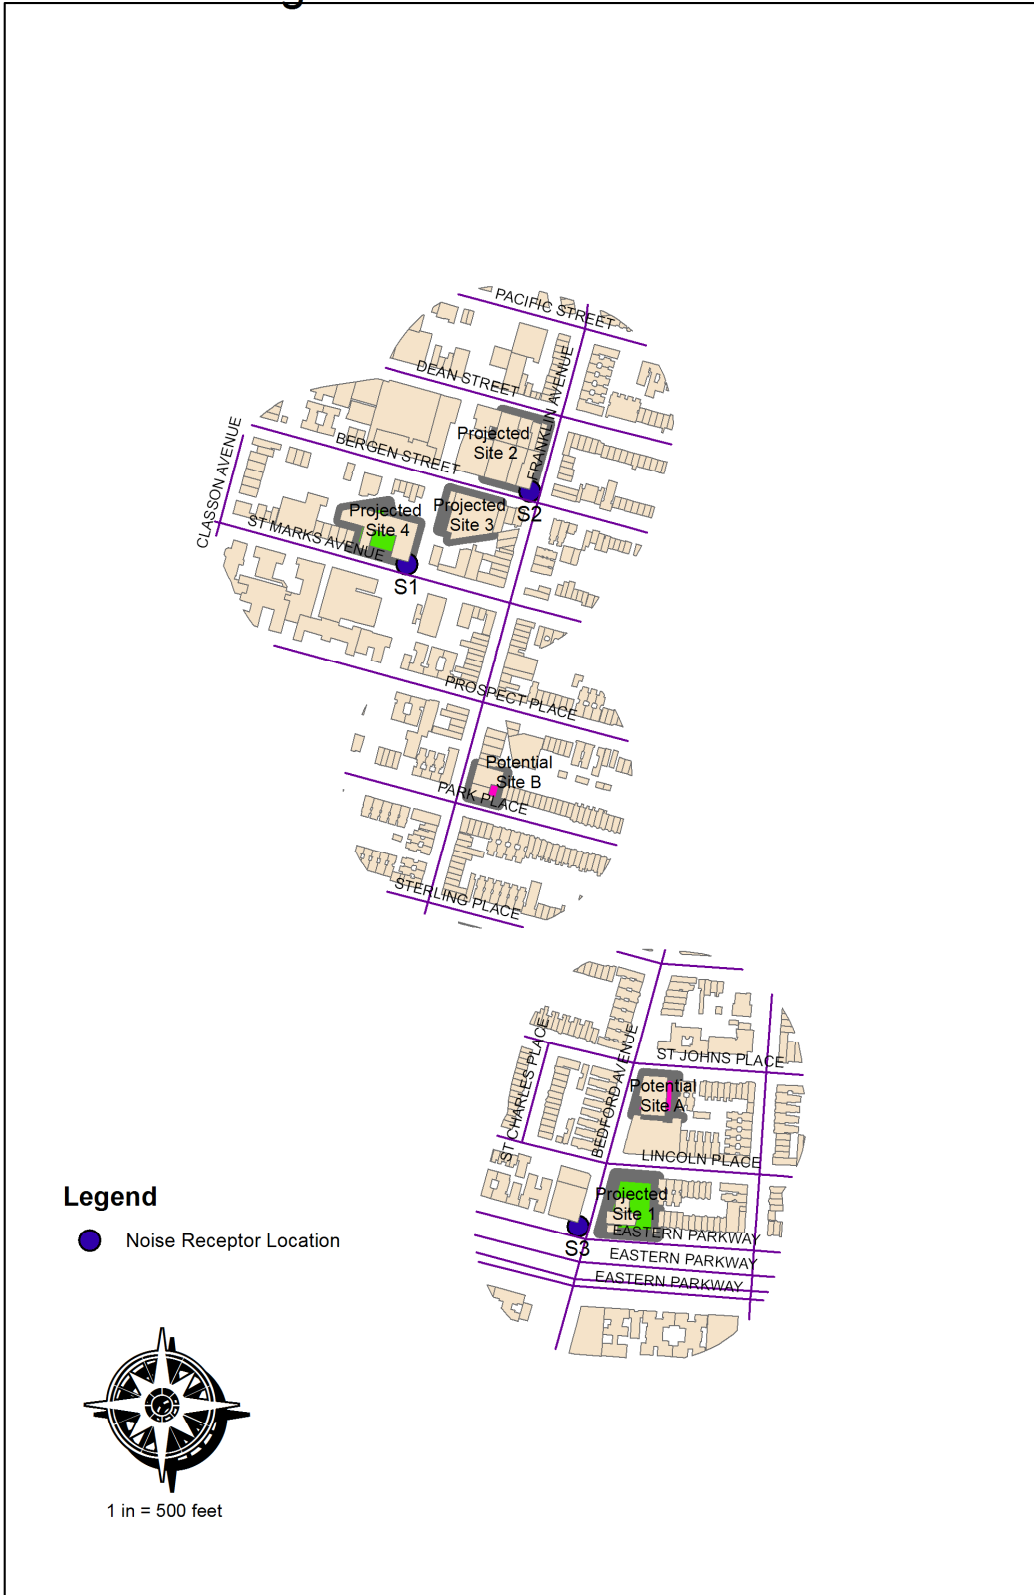 PACIFIC STREET
DEAN STREET
FRANKLIN AVENUE
Projected
Site 2
BERGEN STREET
CLASSON AVENUE
S2
Projected
Site 3
Projected
Site 4
ST MARKS AVENUE
S1
PROSPECT PLACE
Potential
Site B
PARK PLACE
STERLING PLACE
ST CHARLES PLACE
BEDFORD AVENUE
ST JOHNS PLACE
Potential
Site A
LINCOLN PLACE
Projected
Site 1
EASTERN PARKWAY
S3
EASTERN PARKWAY
EASTERN PARKWAY
Legend
Noise Receptor Location
1 in = 500 feet